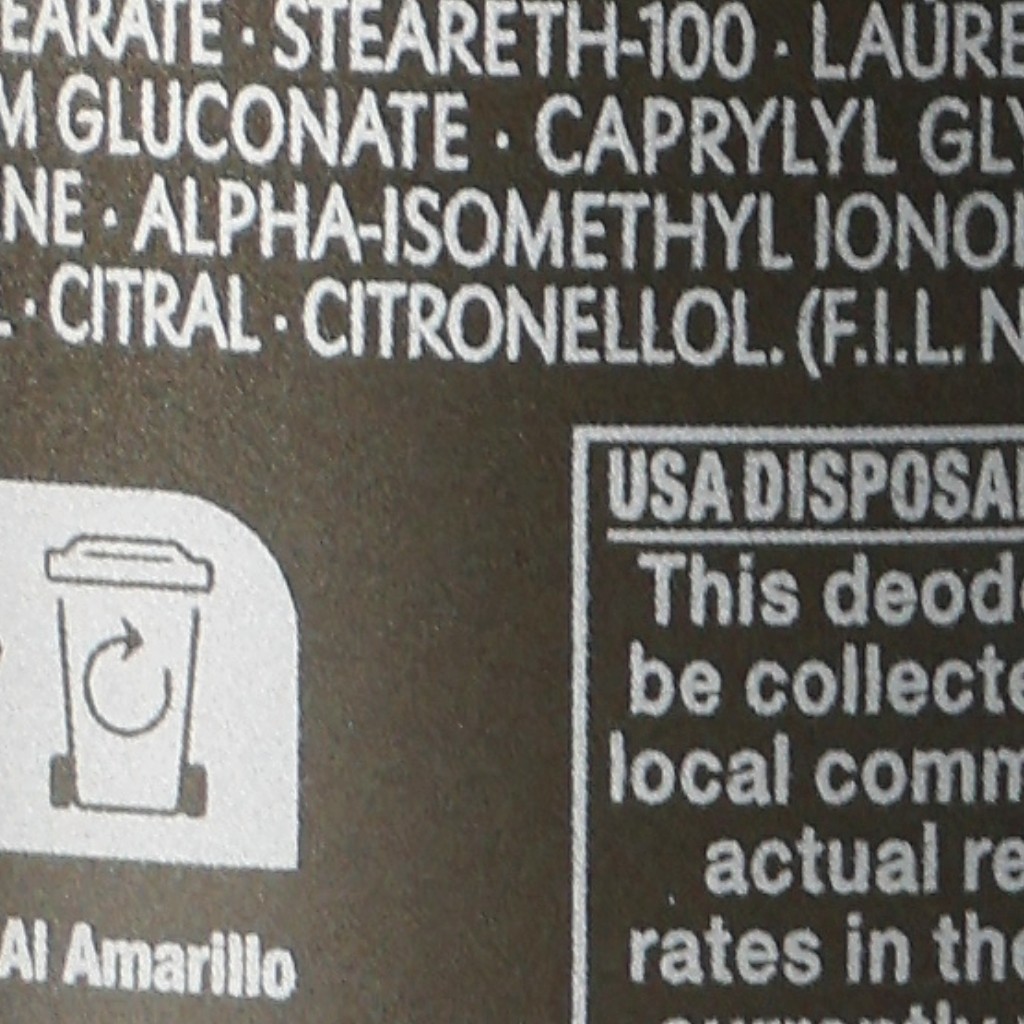 EARATE · STEARETH-100 · LAURE
M GLUCONATE · CAPRYLYL GLY
NE · ALPHA-ISOMETHYL IONO
L · CITRAL · CITRONELLOL. (F.I.L. N
USA DISPOSA
This deod
be collecte
local comm
actual re
rates in the
currently
Al Amarillo